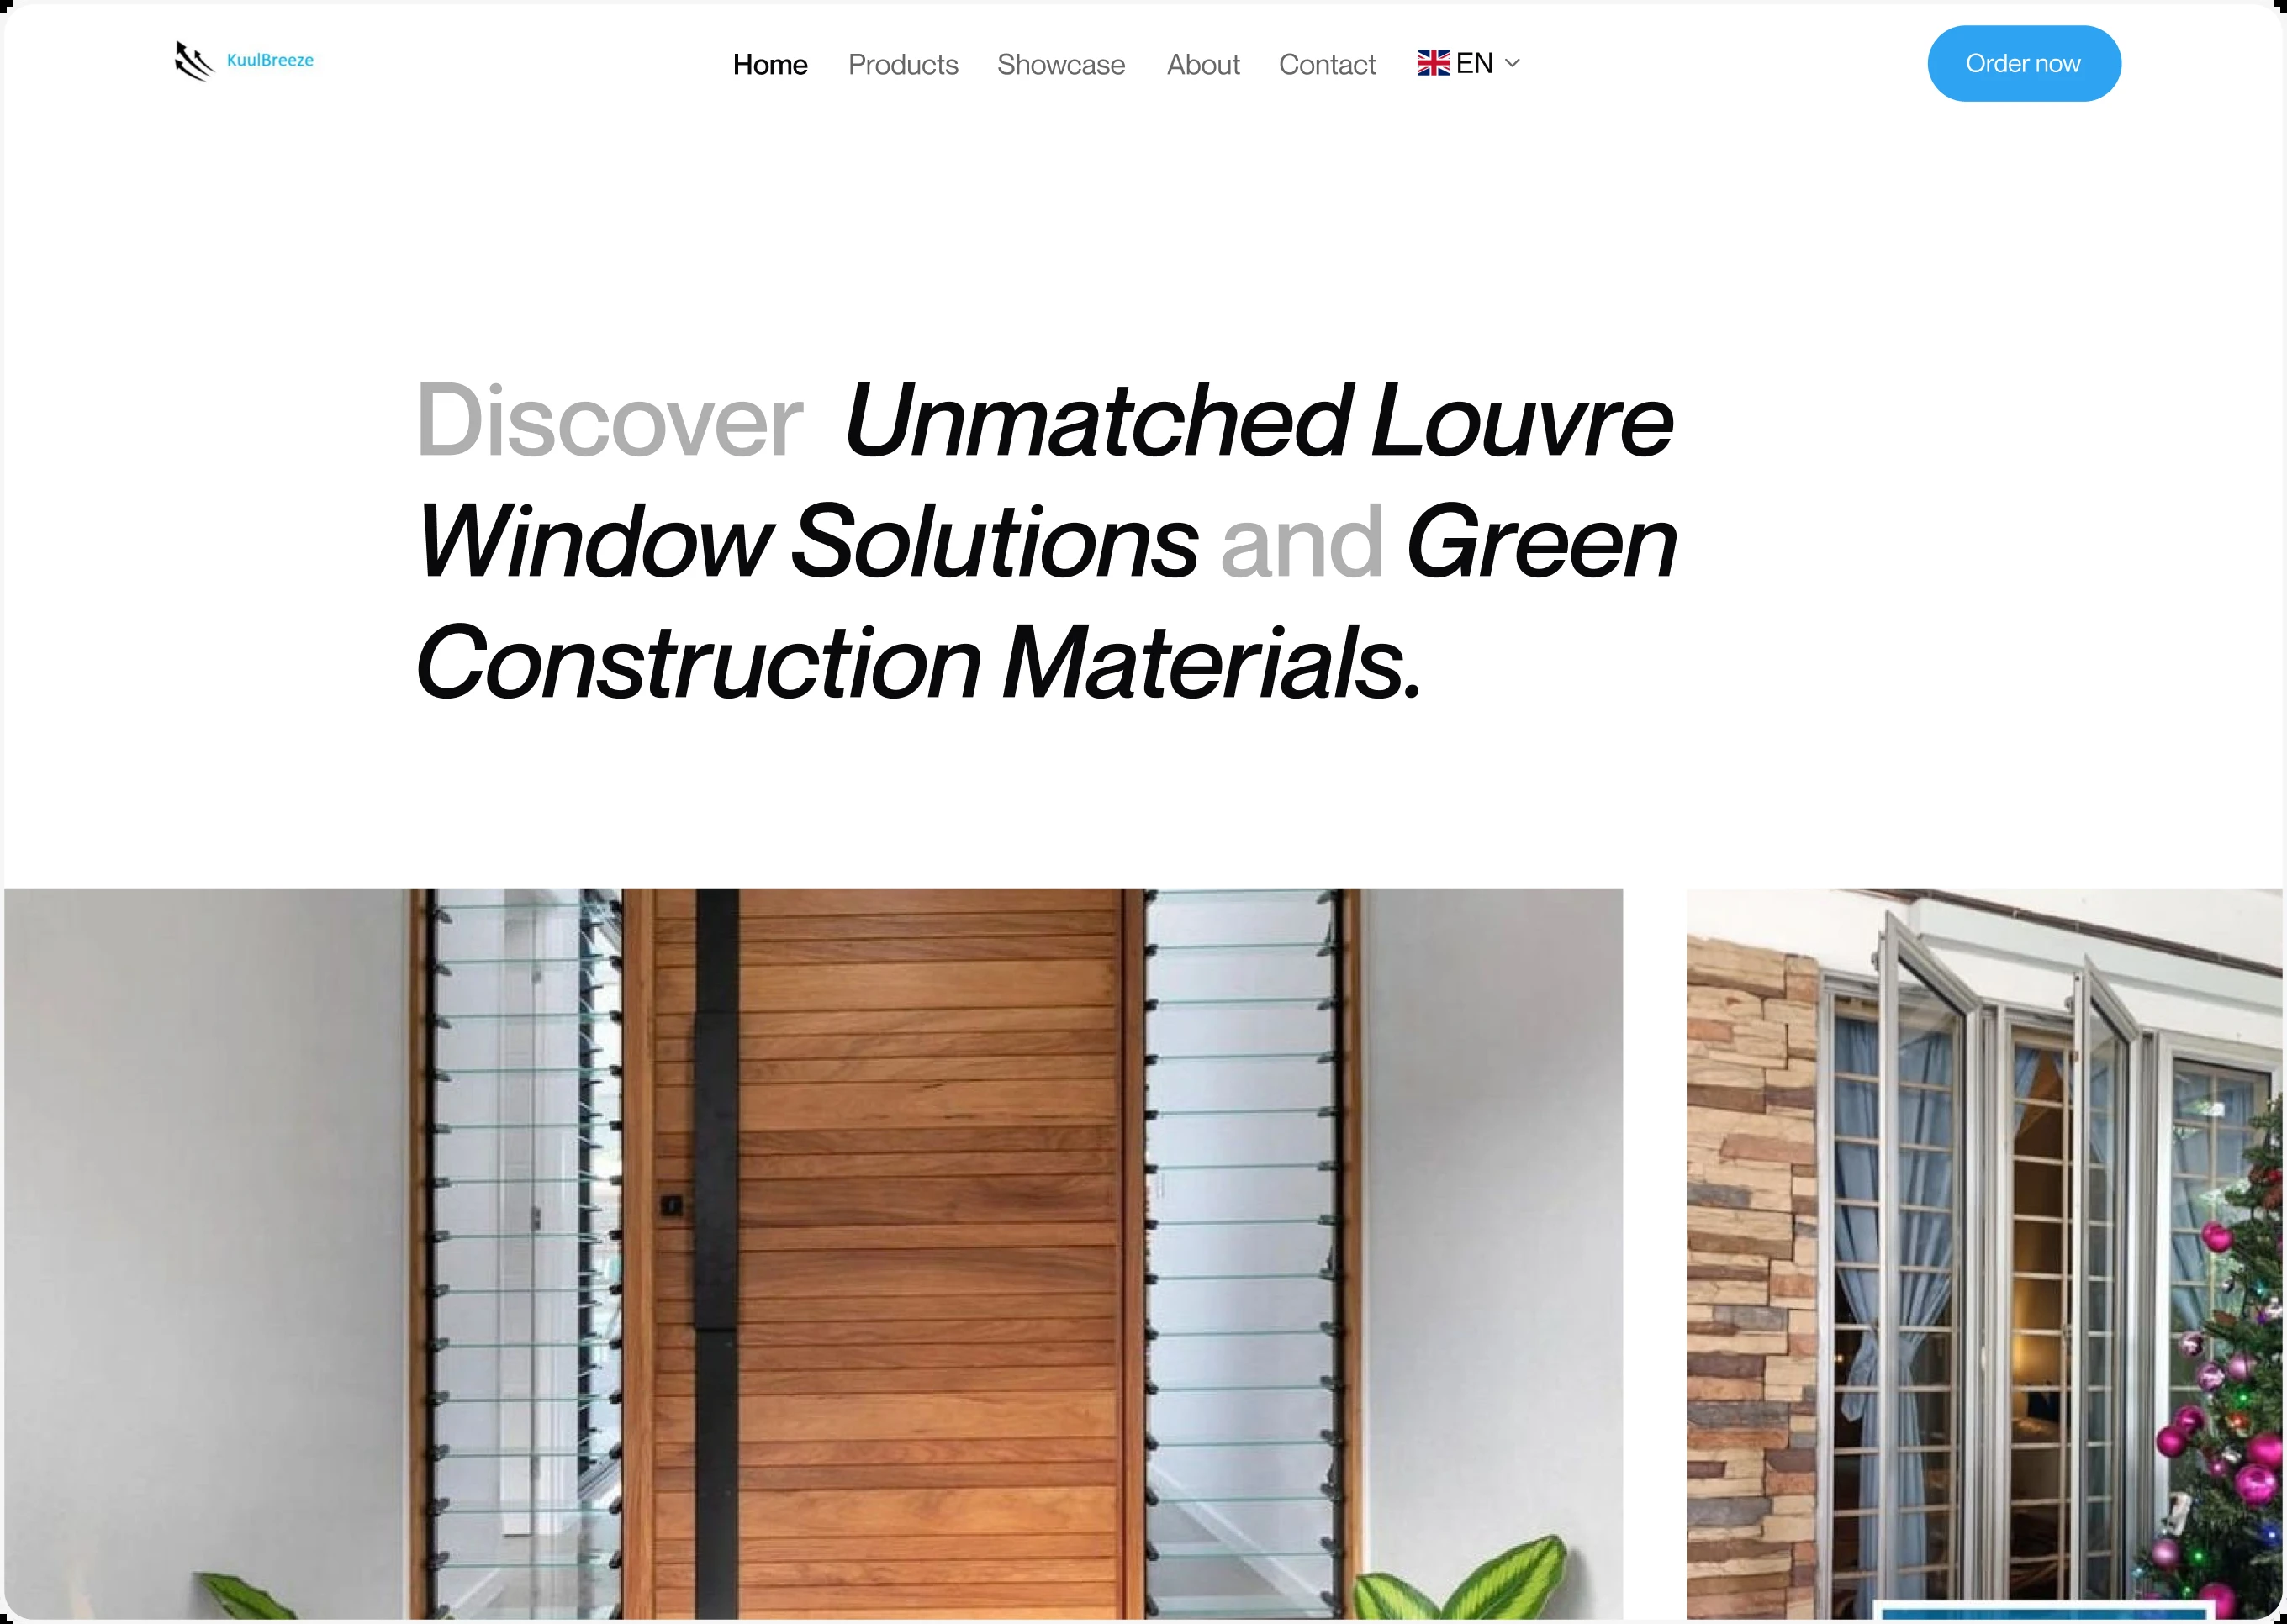 KuulBreeze
Home Products Showcase About Contact EN
Order now
Discover Unmatched Louvre
Window Solutions and Green
Construction Materials.